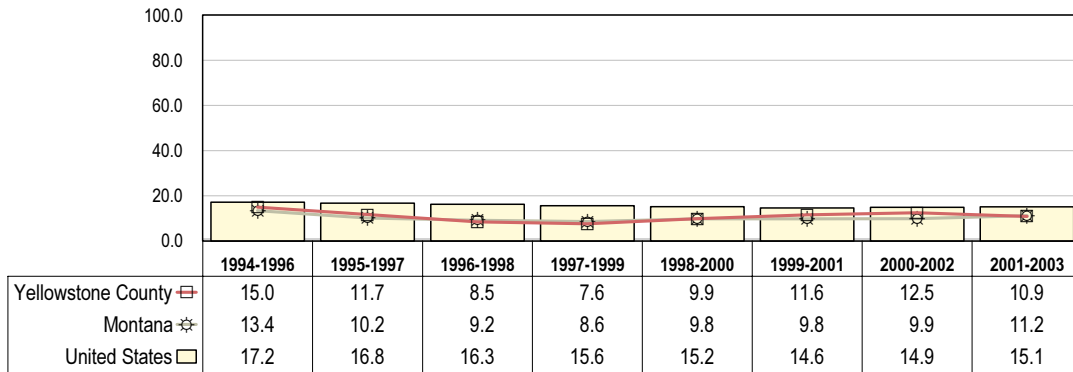 100.0
80.0
60.0
40.0
20.0
0.0
1994-1996 1995-1997 1996-1998 1997-1999 1998-2000 1999-2001 2000-2002 2001-2003
Yellowstone County 15.0 11.7 8.5 7.6 9.9 11.6 12.5 10.9
Montana 13.4 10.2 9.2 8.6 9.8 9.8 9.9 11.2
United States 17.2 16.8 16.3 15.6 15.2 14.6 14.9 15.1